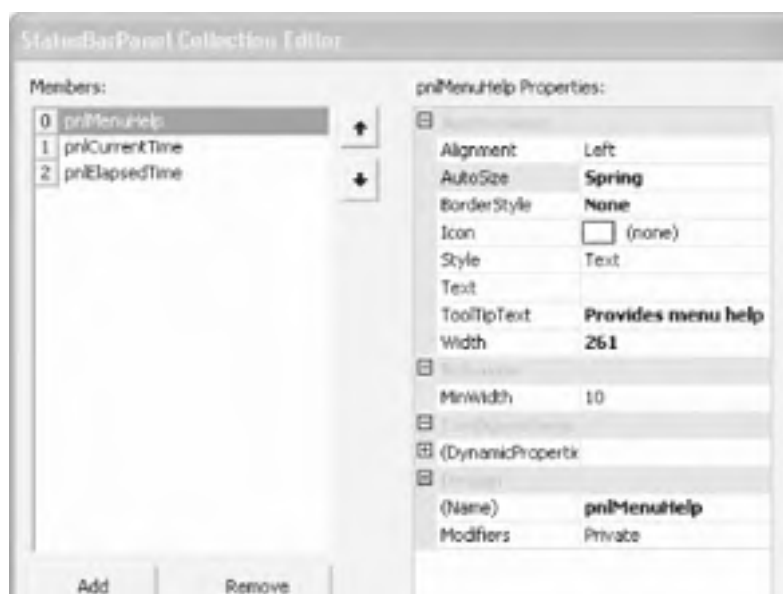 StatusBarPanel Collection Editor
Members:
0 pnlMenuHelp
1 pnlCurrentTime
2 pnlElapsedTime
Add Remove
pnlMenuHelp Properties:
Alignment Left
AutoSize Spring
BorderStyle None
Icon (none)
Style Text
Text
ToolTipText Provides menu help
Width 261
MinWidth 10
(DynamicPropertie
(Name) pnlMenuHelp
Modifiers Private